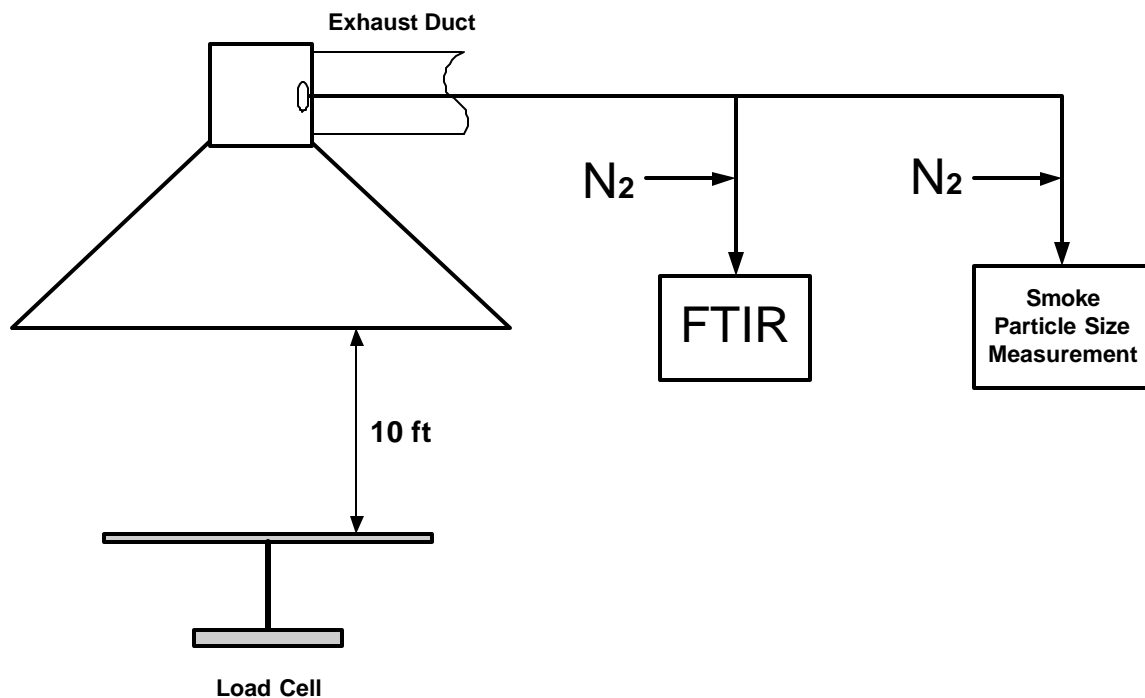 Exhaust Duct
N2
N2
FTIR
Smoke
Particle Size
Measurement
10 ft
Load Cell